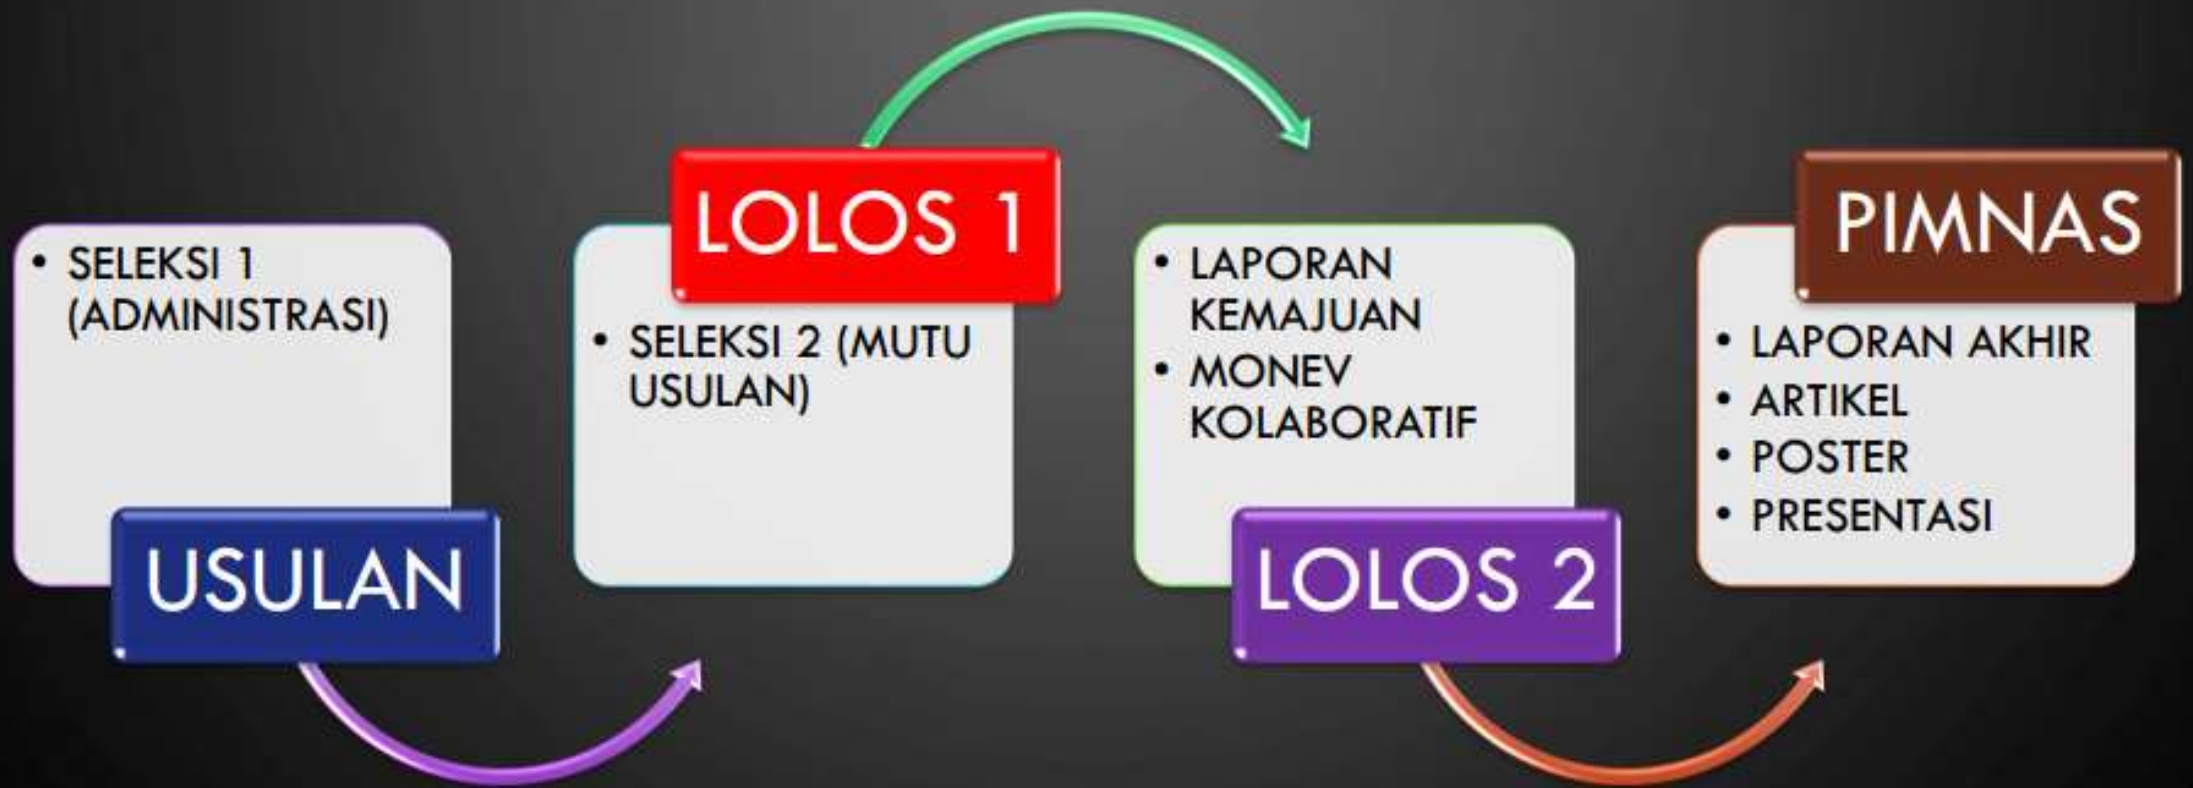 • SELEKSI 1
(ADMINISTRASI)
USULAN
LOLOS 1
• SELEKSI 2 (MUTU
USULAN)
• LAPORAN
KEMAJUAN
• MONEV
KOLABORATIF
LOLOS 2
PIMNAS
• LAPORAN AKHIR
• ARTIKEL
• POSTER
• PRESENTASI